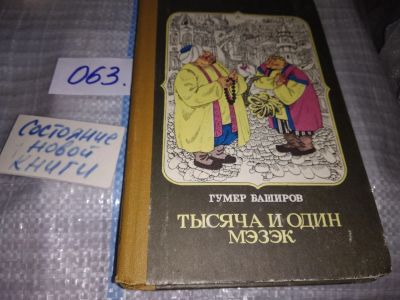 063.
Состояние
новой
книги
ГУМЕР БАШИРОВ
ТЫСЯЧА И ОДИН
МЭЗЭК